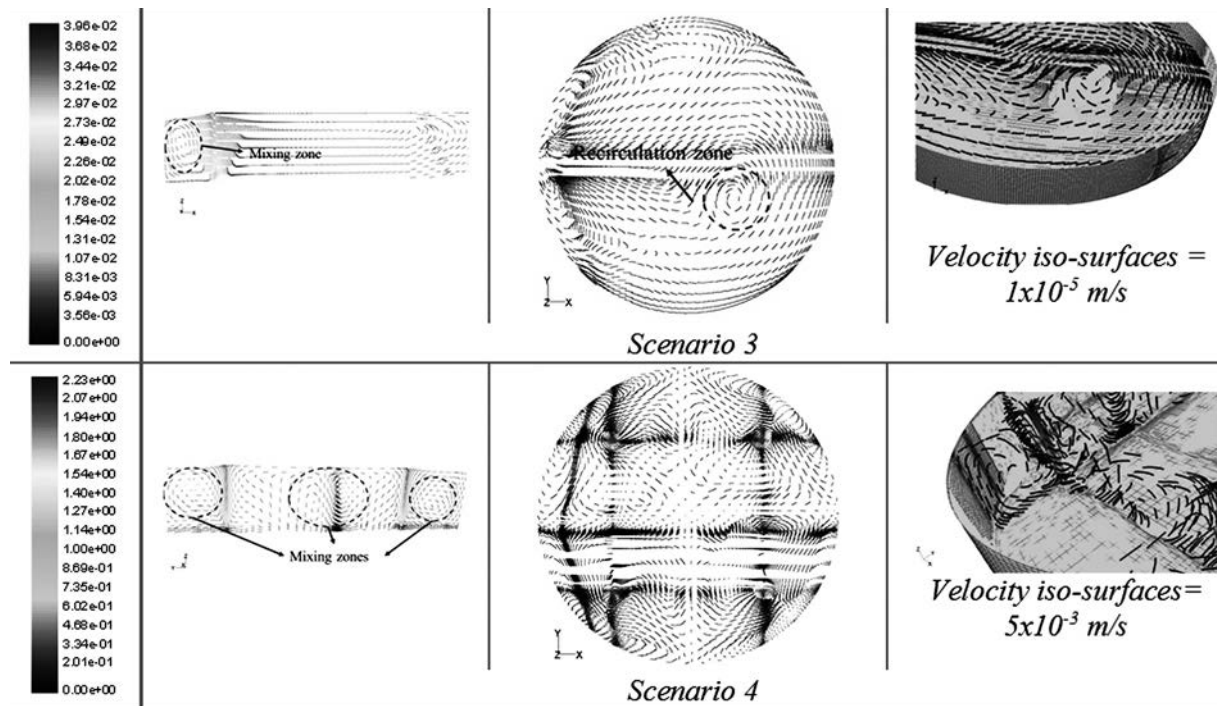 3.96e-02
3.68e-02
3.44e-02
3.21e-02
2.97e-02
2.73e-02
2.49e-02
2.26e-02
2.02e-02
1.78e-02
1.54e-02
1.31e-02
1.07e-02
8.31e-03
5.94e-03
3.56e-03
0.00e+00
Mixing zone
Z
X
Recirculation zone
Y
Z X
Velocity iso-surfaces =
1x10⁻⁵ m/s
Scenario 3
2.23e+00
2.07e+00
1.94e+00
1.80e+00
1.67e+00
1.54e+00
1.40e+00
1.27e+00
1.14e+00
1.00e+00
8.69e-01
7.35e-01
6.02e-01
4.68e-01
3.34e-01
2.01e-01
0.00e+00
Mixing zones
Z
Y X
Y
Z X
Velocity iso-surfaces=
5x10⁻³ m/s
Scenario 4